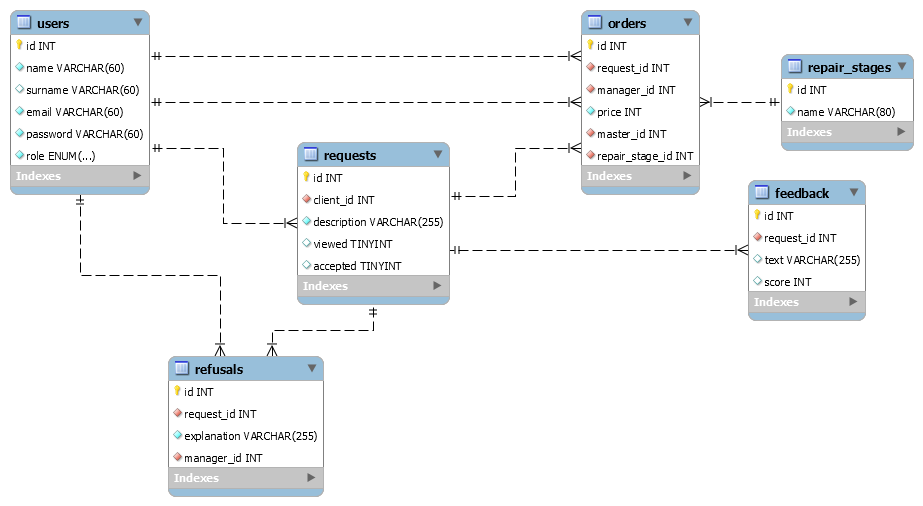 users
id INT
name VARCHAR(60)
surname VARCHAR(60)
email VARCHAR(60)
password VARCHAR(60)
role ENUM(...)
Indexes
orders
id INT
request_id INT
manager_id INT
price INT
master_id INT
repair_stage_id INT
Indexes
repair_stages
id INT
name VARCHAR(80)
Indexes
requests
id INT
client_id INT
description VARCHAR(255)
viewed TINYINT
accepted TINYINT
Indexes
feedback
id INT
request_id INT
text VARCHAR(255)
score INT
Indexes
refusals
id INT
request_id INT
explanation VARCHAR(255)
manager_id INT
Indexes